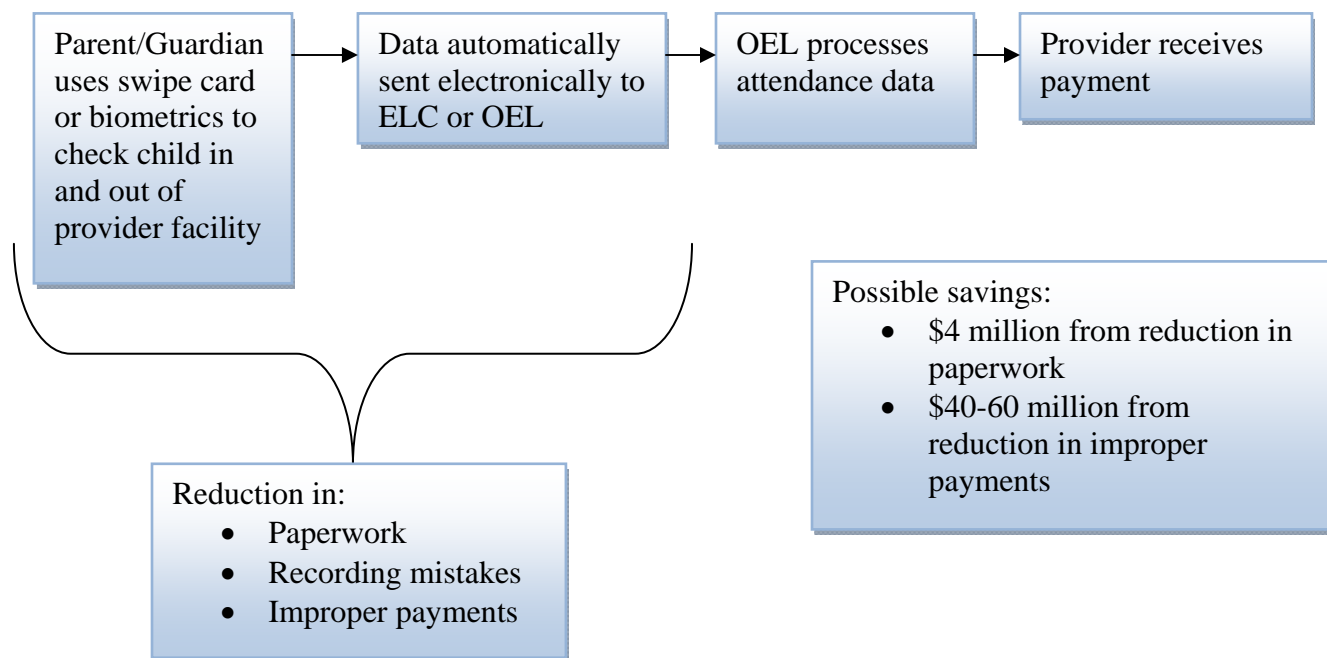 Parent/Guardian
uses swipe card
or biometrics to
check child in
and out of
provider facility
Data automatically
sent electronically to
ELC or OEL
OEL processes
attendance data
Provider receives
payment
Possible savings:
• $4 million from reduction in
paperwork
• $40-60 million from
reduction in improper
payments
Reduction in:
• Paperwork
• Recording mistakes
• Improper payments